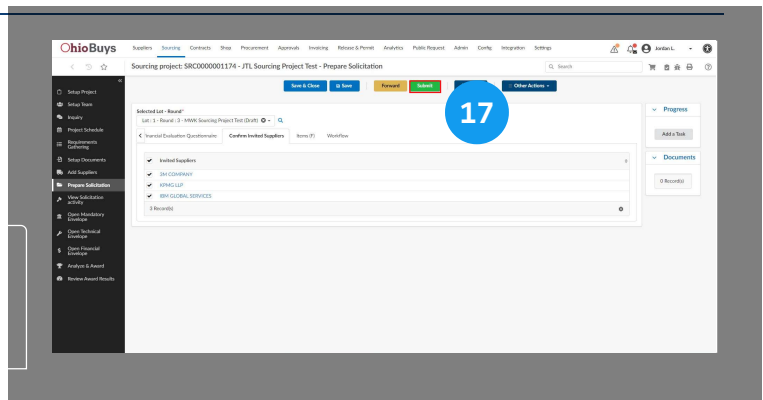 OhioBuys
Suppliers Sourcing Contracts Shop Procurement Approvals Invoicing Release & Permit Analytics Public Request Admin Config Integration Settings
Jordan L.
Sourcing project: SRC0000001174 - JTL Sourcing Project Test - Prepare Solicitation
Search
Save & Close Save Forward Submit Other Actions
17
Setup Project
Setup Team
Inquiry
Project Schedule
Requirements
Gathering
Setup Documents
Add Suppliers
Prepare Solicitation
View Solicitation
activity
Open Mandatory
Envelope
Open Technical
Envelope
Open Financial
Envelope
Analyze & Award
Review Award Results
Selected Lot - Round*
Lot : 1 - Round : 3 - MWK Sourcing Project Test (Draft)
inancial Evaluation Questionnaire Confirm Invited Suppliers Items (F) Workflow
Invited Suppliers
3M COMPANY
KPMG LLP
IBM GLOBAL SERVICES
3 Record(s)
Progress
Add a Task
Documents
0 Record(s)